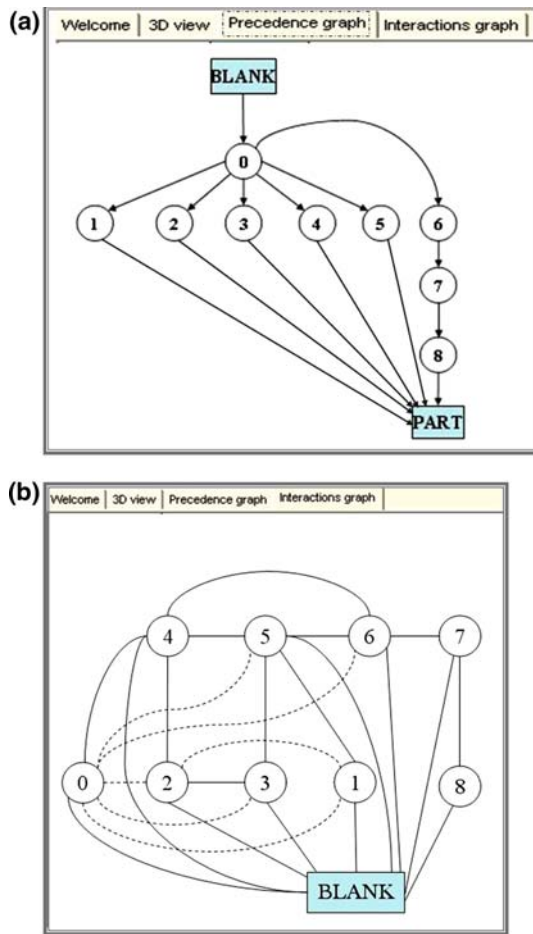 (a)
Welcome | 3D view | Precedence graph | Interactions graph
BLANK
0
1 2 3 4 5 6
7
8
PART
(b)
Welcome | 3D view | Precedence graph | Interactions graph
4 5 6 7
0 2 3 1 8
BLANK